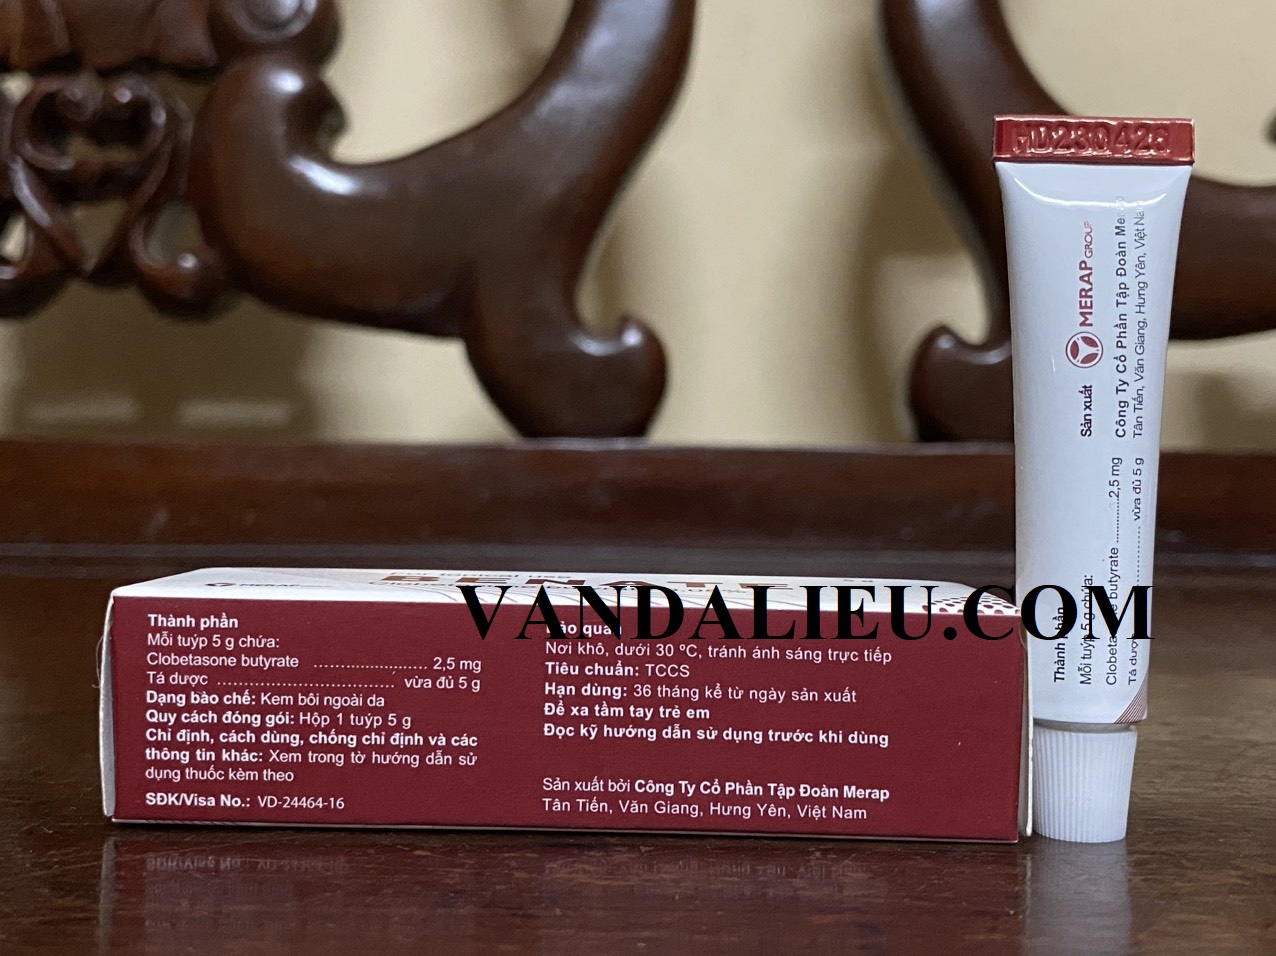 MERAP
VANDALIEU.COM
Thành phần
Mỗi tuýp 5 g chứa:
Clobetasone butyrate ........................ 2,5 mg
Tá dược ................................. vừa đủ 5 g
Dạng bào chế: Kem bôi ngoài da
Quy cách đóng gói: Hộp 1 tuýp 5 g
Chỉ định, cách dùng, chống chỉ định và các
thông tin khác: Xem trong tờ hướng dẫn sử
dụng thuốc kèm theo
SĐK/Visa No.: VD-24464-16
Nơi khô, dưới 30 ºC, tránh ánh sáng trực tiếp
Tiêu chuẩn: TCCS
Hạn dùng: 36 tháng kể từ ngày sản xuất
Để xa tầm tay trẻ em
Đọc kỹ hướng dẫn sử dụng trước khi dùng
Sản xuất bởi Công Ty Cổ Phần Tập Đoàn Merap
Tân Tiến, Văn Giang, Hưng Yên, Việt Nam
Sản xuất
MERAP GROUP
Công Ty Cổ Phần Tập Đoàn
Tân Tiến, Văn Giang, Hưng Yên, Việt
Mỗi tuýp 5 g chứa:
butyrate ..............2,5 mg
Tá dược ................ vừa đủ 5 g